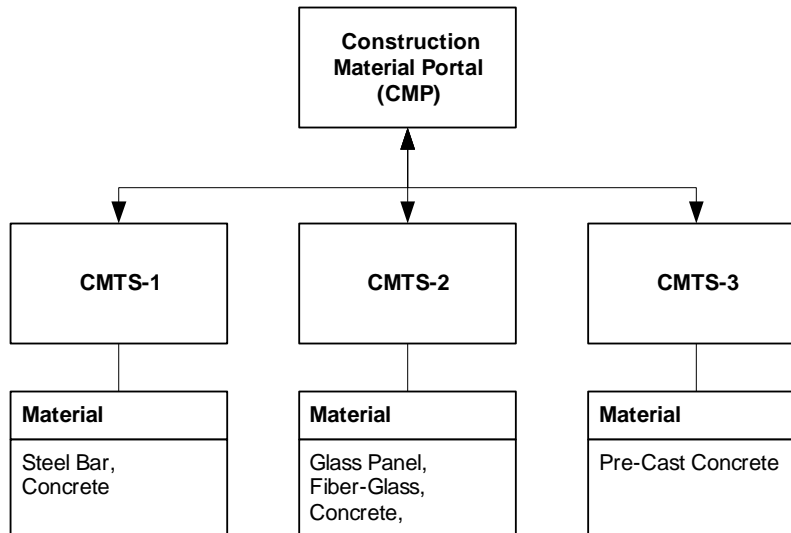 Construction
Material Portal
(CMP)
CMTS-1
CMTS-2
CMTS-3
Material
Steel Bar,
Concrete
Material
Glass Panel,
Fiber-Glass,
Concrete,
Material
Pre-Cast Concrete